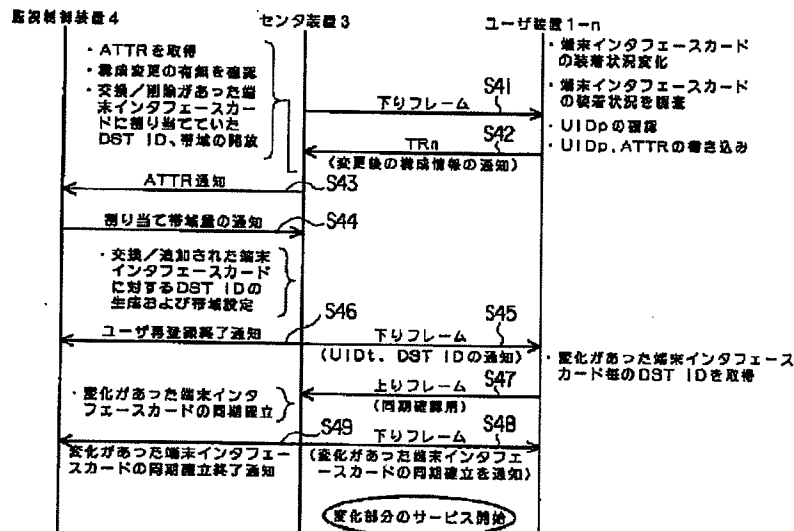 監視制御装置4
センタ装置3
ユーザ装置1-n
・ATTRを取得
・構成変更の有無を確認
・交換/削除があった端
末インタフェースカー
ドに割り当てていた
DST ID、帯域の開放
・端末インタフェースカード
の装着状況変化
・端末インタフェースカード
の装着状況を調査
・UIDpの確認
・UIDp,ATTRの書き込み
S41
下りフレーム
S42
TRn
(変更後の構成情報の通知)
ATTR通知
S43
割り当て帯域量の通知
S44
・交換/追加された端末
インタフェースカード
に対するDST IDの
生成および帯域設定
S46
ユーザ再登録終了通知
S45
下りフレーム
(UIDt、DST IDの通知)
・変化があった端末インタフェース
カード毎のDST IDを取得
S47
上りフレーム
(同期確認用)
・変化があった端末インタ
フェースカードの同期確立
S49
S48
下りフレーム
変化があった端末インタフェー
スカードの同期確立終了通知
(変化があった端末インタフェ
ースカードの同期確立を通知)
変化部分のサービス開始